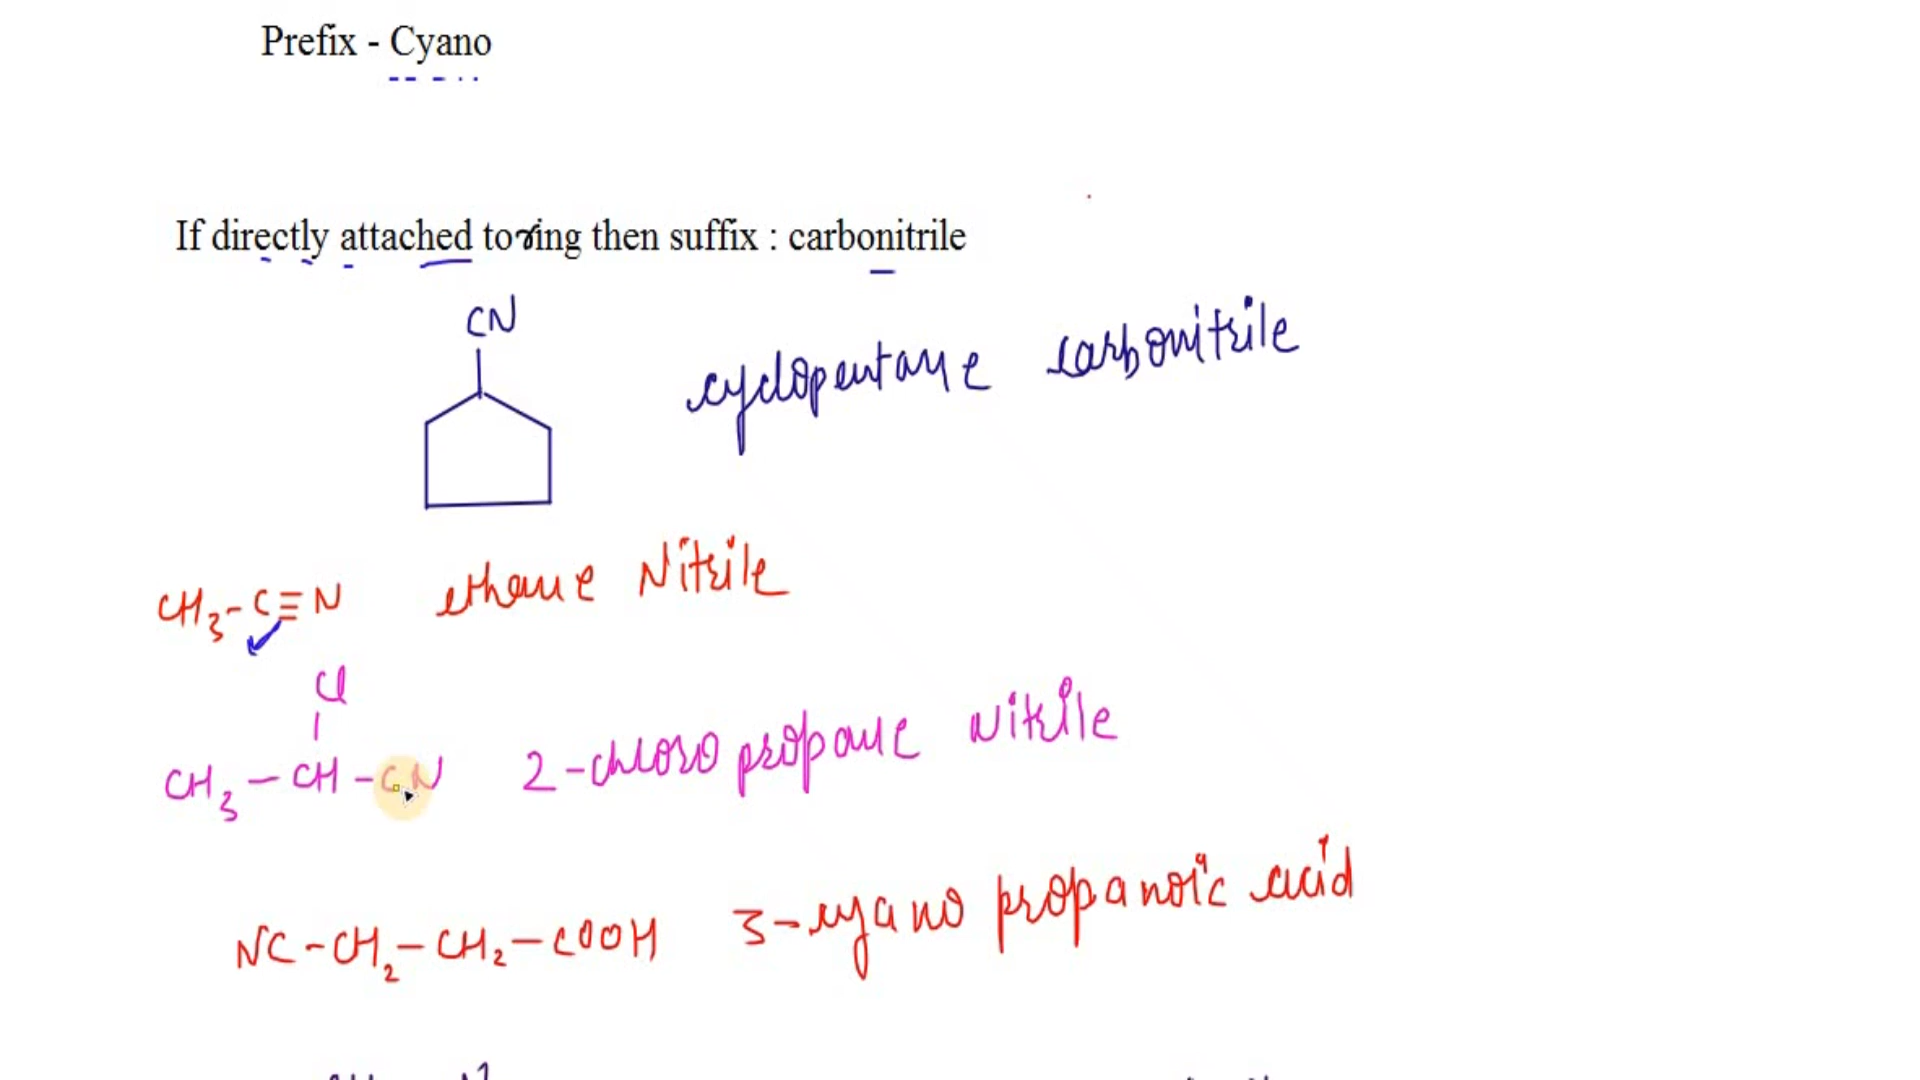 Prefix - Cyano
If directly attached to ring then suffix : carbonitrile
CN
cyclopentane carbonitrile
CH3-C≡N ethane Nitrile
Cl
CH3-CH-CN 2-chloro propane Nitrile
NC-CH2-CH2-COOH 3-cyano propanoic acid